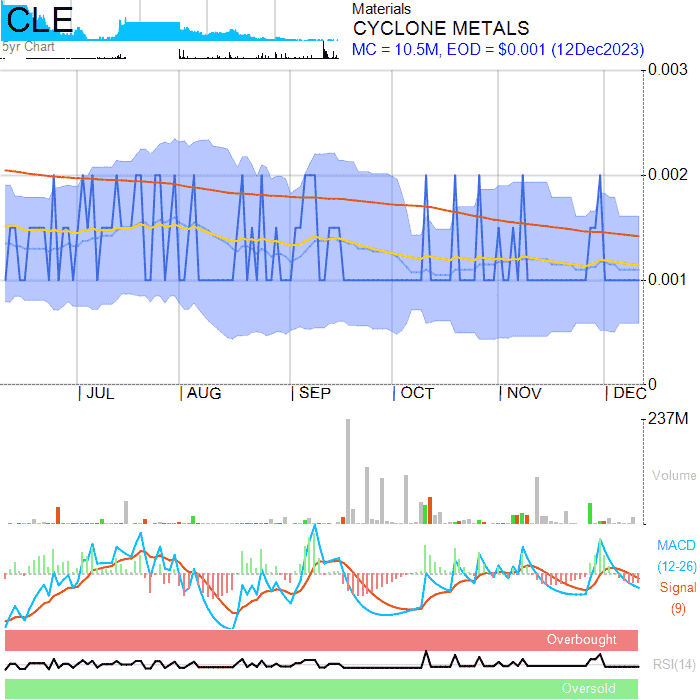 CLE
5yr Chart
Materials
CYCLONE METALS
MC = 10.5M, EOD = $0.001 (12Dec2023)
0.003
0.002
0.001
0
JUL AUG SEP OCT NOV DEC
237M
Volume
MACD
(12-26)
Signal
(9)
Overbought
RSI(14)
Oversold